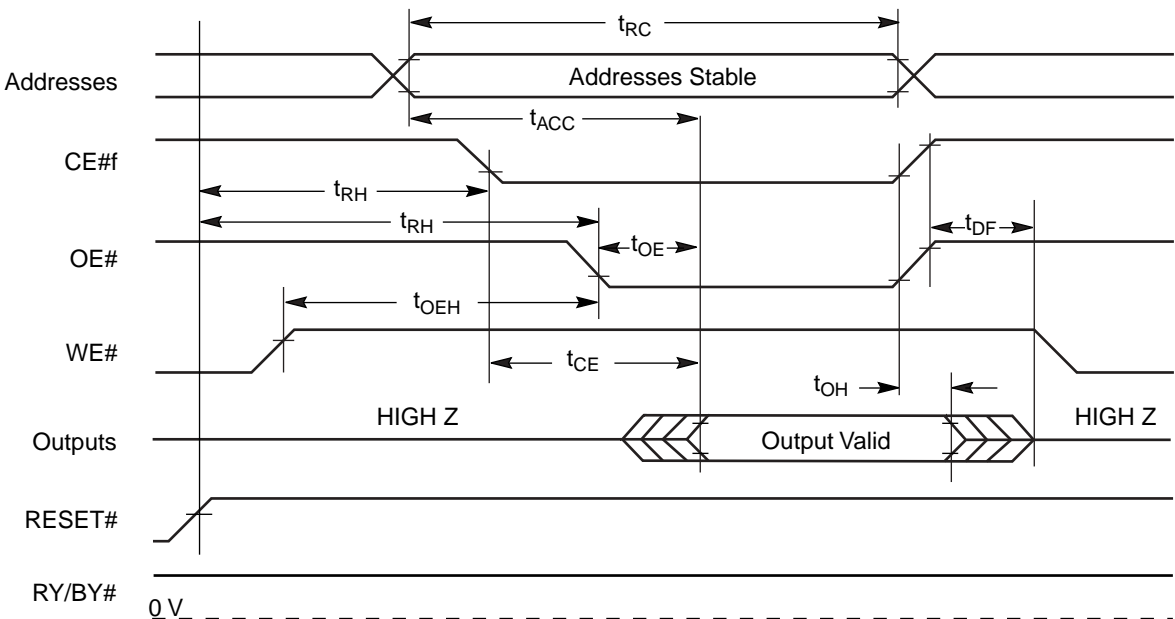 tRC
Addresses
Addresses Stable
tACC
CE#f
tRH
tRH
tDF
OE#
tOE
tOEH
WE#
tCE
tOH
HIGH Z
HIGH Z
Outputs
Output Valid
RESET#
RY/BY#
0 V